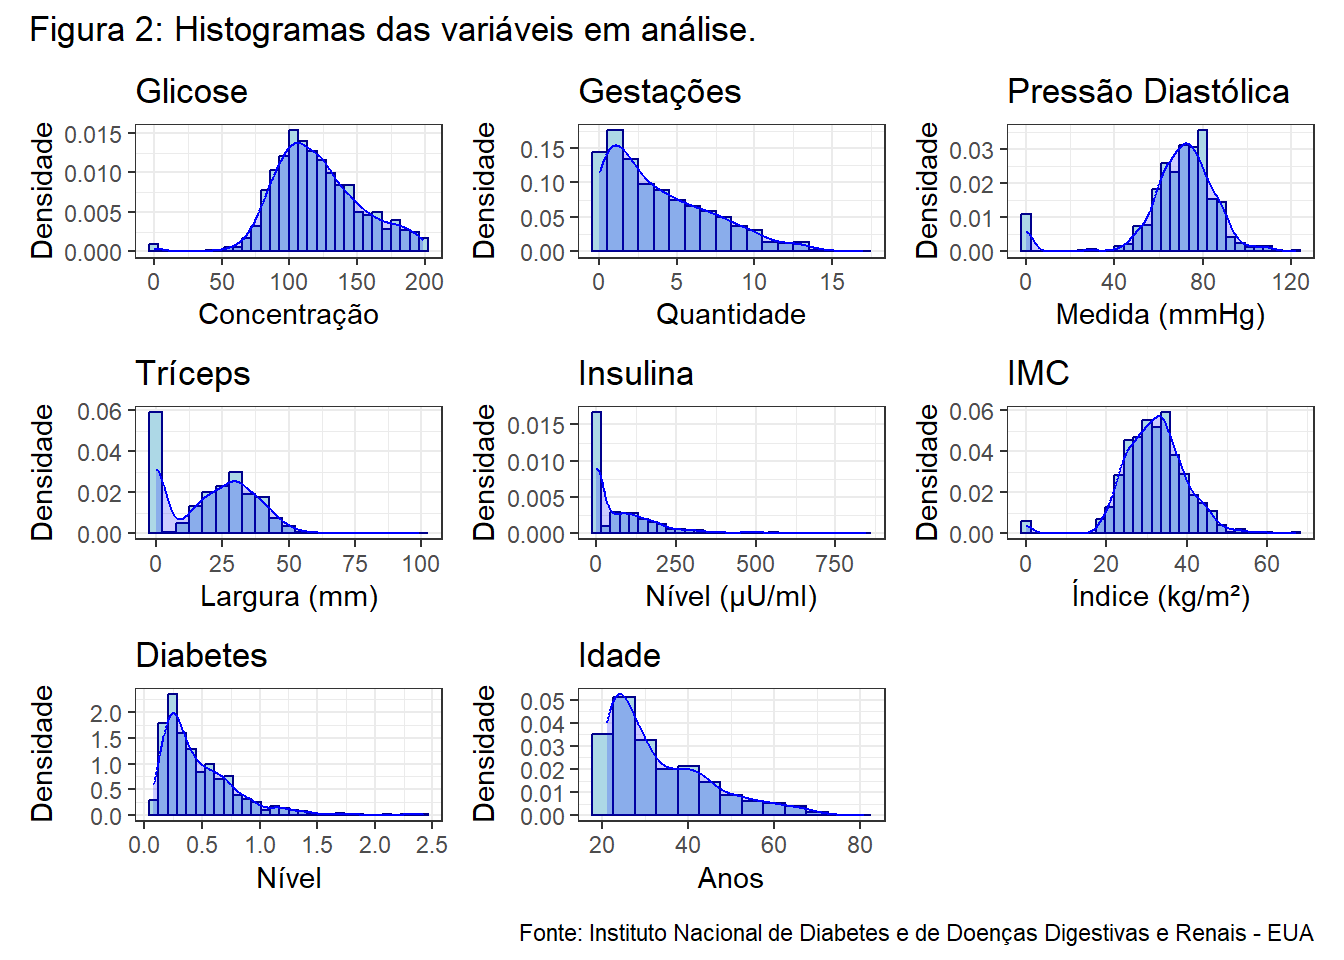 Figura 2: Histogramas das variáveis em análise.
Glicose
Densidade
0.015
0.010
0.005
0.000
0 50 100 150 200
Concentração
Gestações
Densidade
0.15
0.10
0.05
0.00
0 5 10 15
Quantidade
Pressão Diastólica
Densidade
0.03
0.02
0.01
0.00
0 40 80 120
Medida (mmHg)
Tríceps
Densidade
0.06
0.04
0.02
0.00
0 25 50 75 100
Largura (mm)
Insulina
Densidade
0.015
0.010
0.005
0.000
0 250 500 750
Nível (µU/ml)
IMC
Densidade
0.06
0.04
0.02
0.00
0 20 40 60
Índice (kg/m²)
Diabetes
Densidade
2.0
1.5
1.0
0.5
0.0
0.0 0.5 1.0 1.5 2.0 2.5
Nível
Idade
Densidade
0.05
0.04
0.03
0.02
0.01
0.00
20 40 60 80
Anos
Fonte: Instituto Nacional de Diabetes e de Doenças Digestivas e Renais - EUA